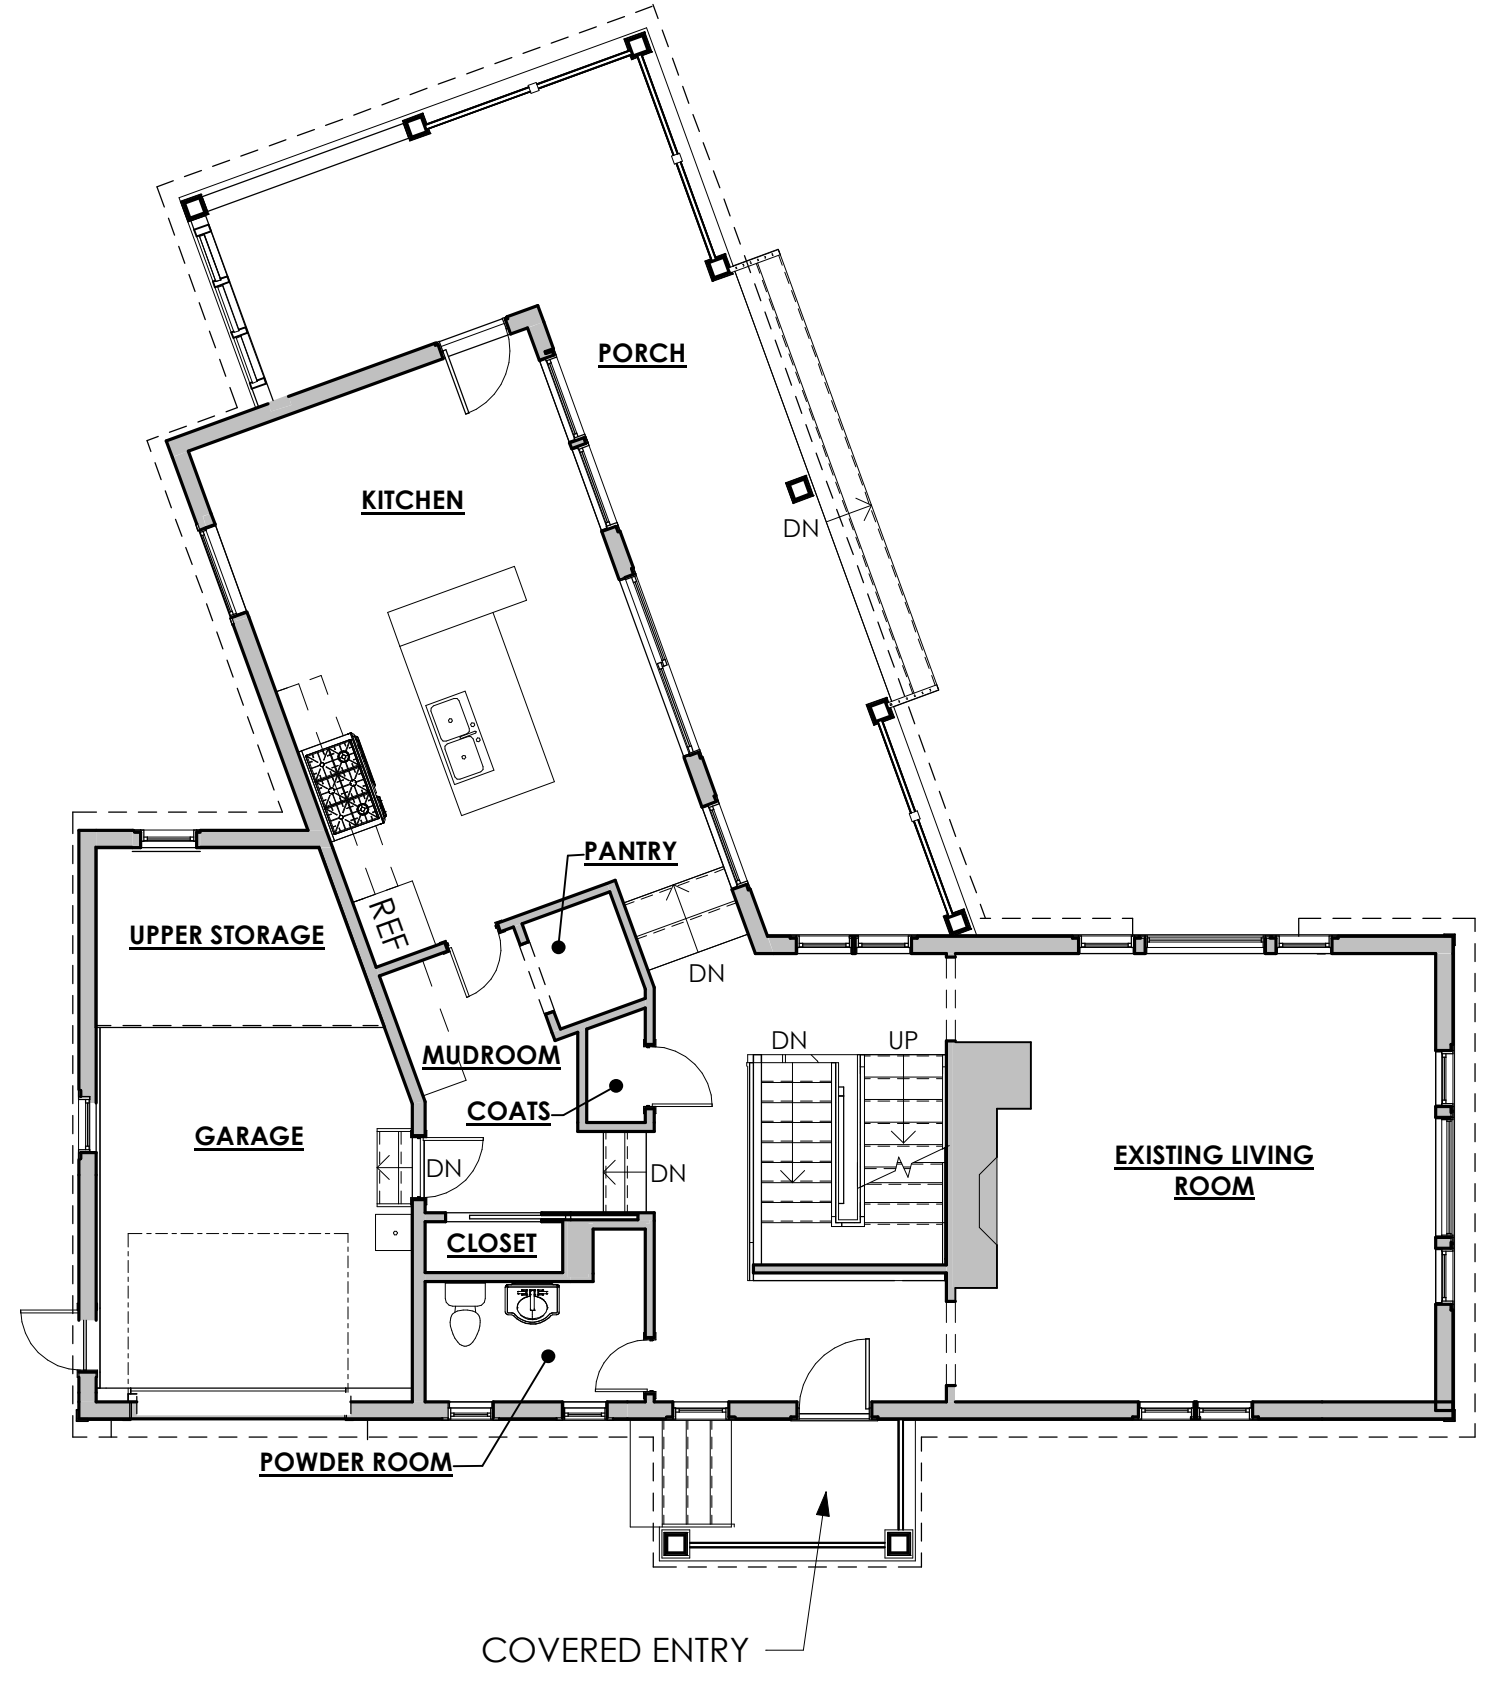 PORCH
KITCHEN
DN
PANTRY
REF
UPPER STORAGE
DN
DN
UP
MUDROOM
COATS
GARAGE
DN
DN
EXISTING LIVING
ROOM
CLOSET
POWDER ROOM
COVERED ENTRY